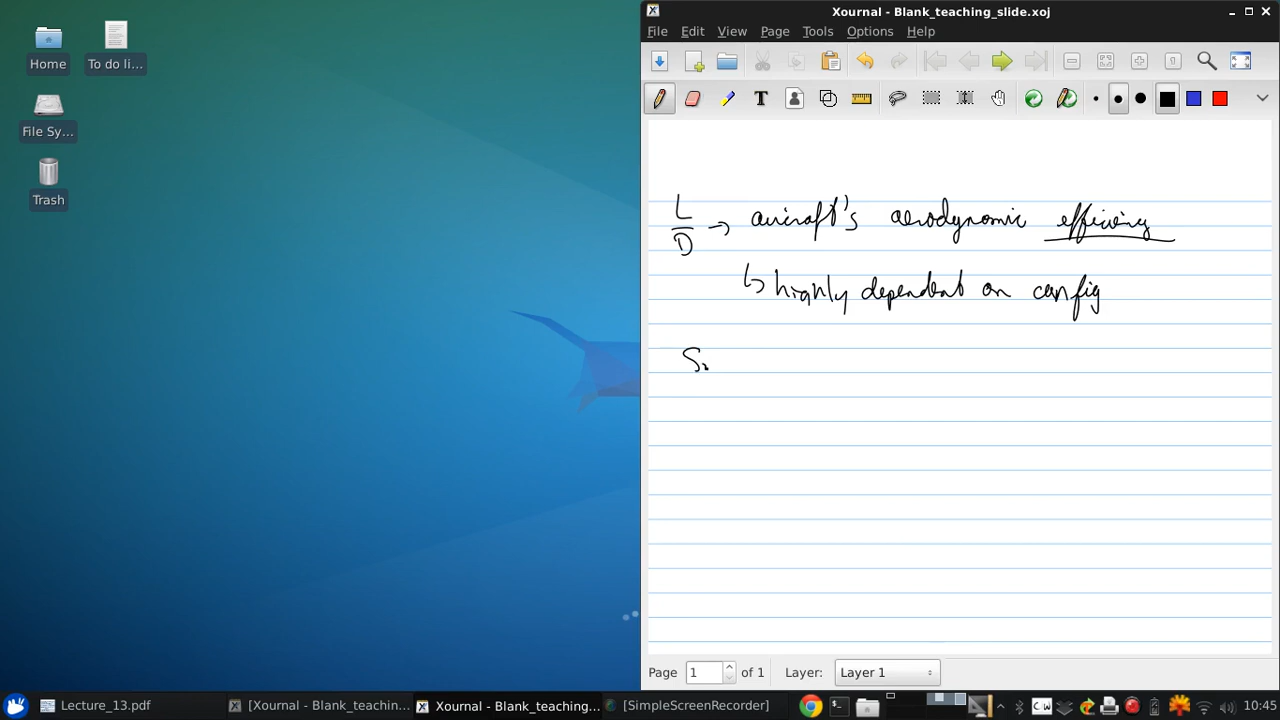 Xournal - Blank_teaching_slide.xoj
File Edit View Page Tools Options Help
Home
To do li...
File Sy...
Trash
L
D → aircraft's aerodynamic efficiency
↳ highly dependent on config
Page 1 of 1 Layer: Layer 1
Lecture_13.pdf [Xournal - Blank_teachin... Xournal - Blank_teaching... [SimpleScreenRecorder] 10:45